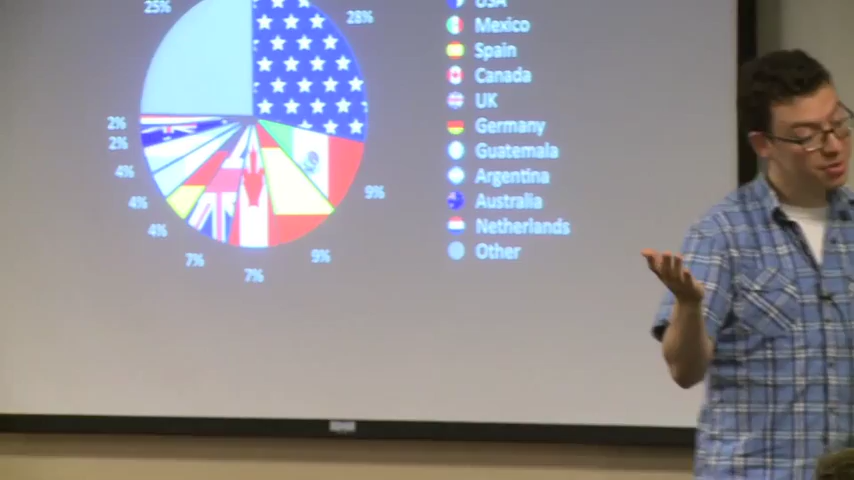 25%
28%
USA
Mexico
Spain
Canada
UK
Germany
Guatemala
Argentina
Australia
Netherlands
Other
2%
2%
4%
4%
4%
7%
7%
9%
9%